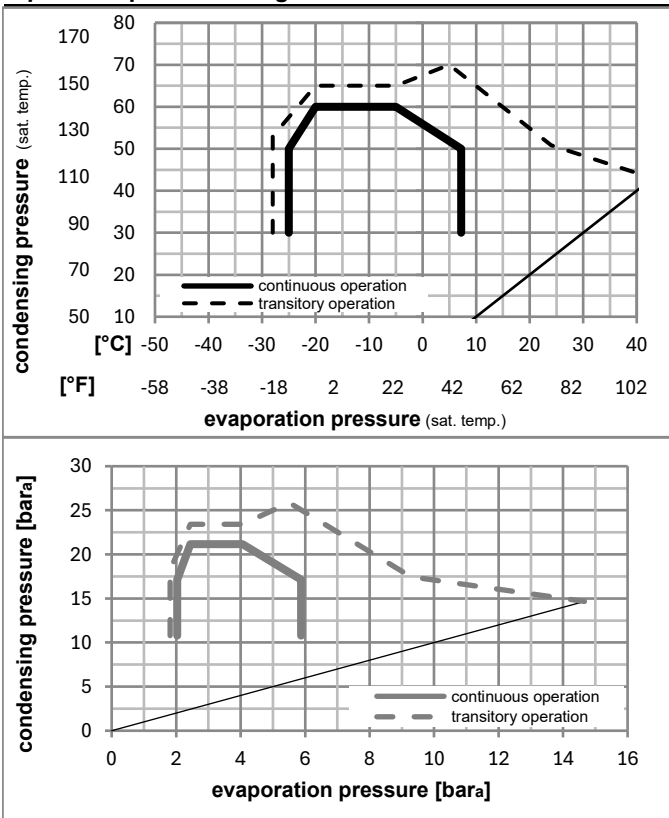 170 80
150 70
130 60
50
110 40
90 30
70 20
50 10
condensing pressure (sat. temp.)
continuous operation
transitory operation
[°C] -50 -40 -30 -20 -10 0 10 20 30 40
[°F] -58 -38 -18 2 22 42 62 82 102
evaporation pressure (sat. temp.)
30
25
20
15
10
5
0
condensing pressure [bara]
continuous operation
transitory operation
0 2 4 6 8 10 12 14 16
evaporation pressure [bara]